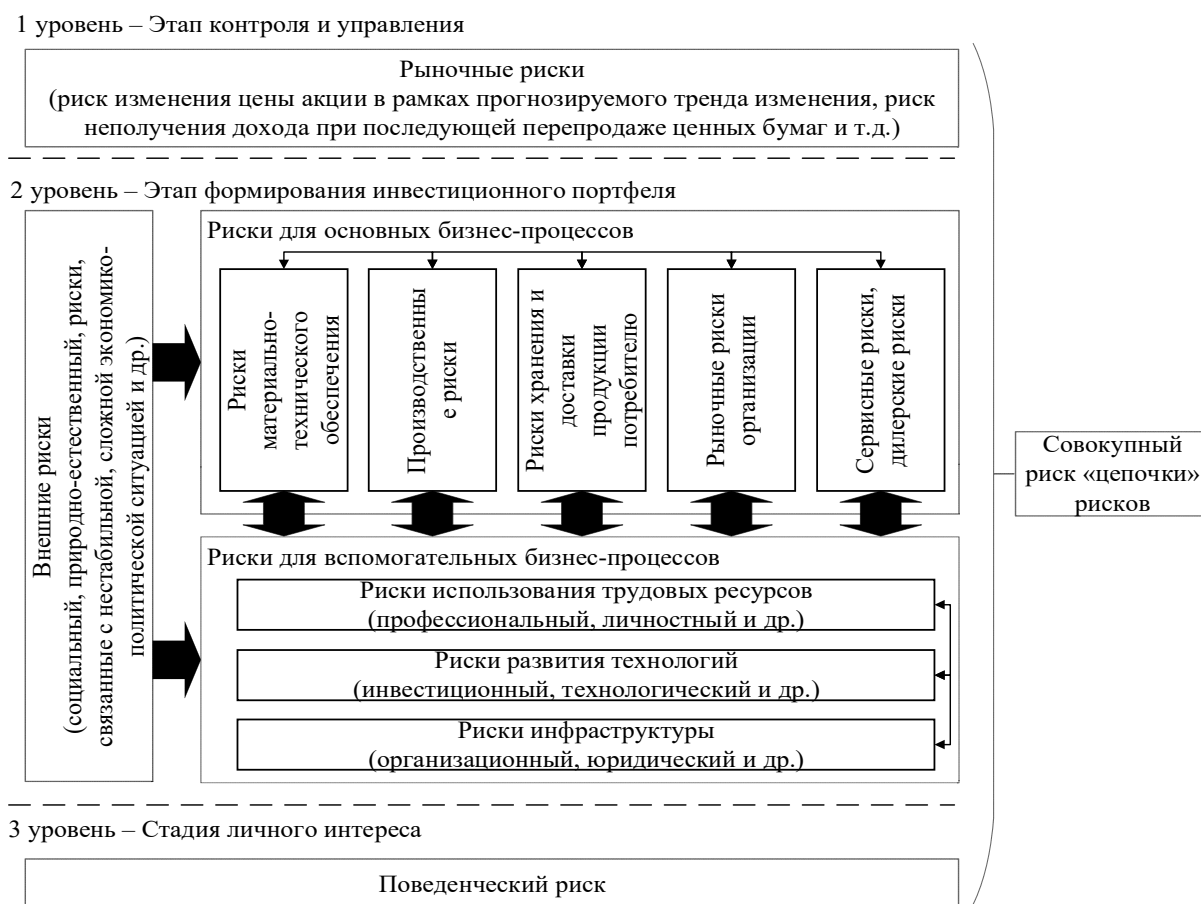 1 уровень – Этап контроля и управления
Рыночные риски
(риск изменения цены акции в рамках прогнозируемого тренда изменения, риск
неполучения дохода при последующей перепродаже ценных бумаг и т.д.)
2 уровень – Этап формирования инвестиционного портфеля
Внешние риски
(социальный, природно-естественный, риски,
связанные с нестабильной, сложной экономико-
политической ситуацией и др.)
Риски для основных бизнес-процессов
Риски
материально-
технического
обеспечения
Производственны
е риски
Риски хранения и
доставки
продукции
потребителю
Рыночные риски
организации
Сервисные риски,
дилерские риски
Риски для вспомогательных бизнес-процессов
Риски использования трудовых ресурсов
(профессиональный, личностный и др.)
Риски развития технологий
(инвестиционный, технологический и др.)
Риски инфраструктуры
(организационный, юридический и др.)
3 уровень – Стадия личного интереса
Поведенческий риск
Совокупный
риск «цепочки»
рисков